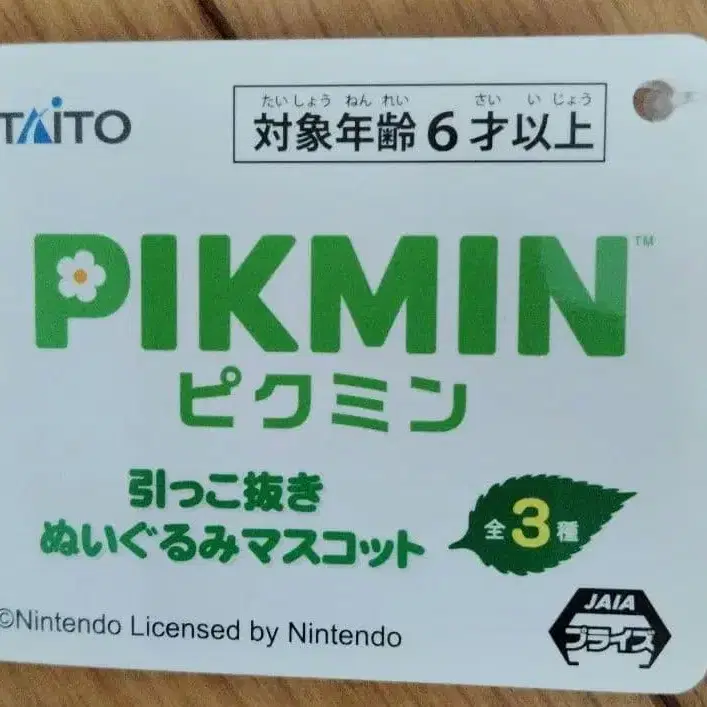 TAITO
たいしょう ねん れい さい い じょう
対象年齢6才以上
PIKMIN™
ピクミン
引っこ抜き
ぬいぐるみマスコット
全3種
©Nintendo Licensed by Nintendo
JAIA
プライズ